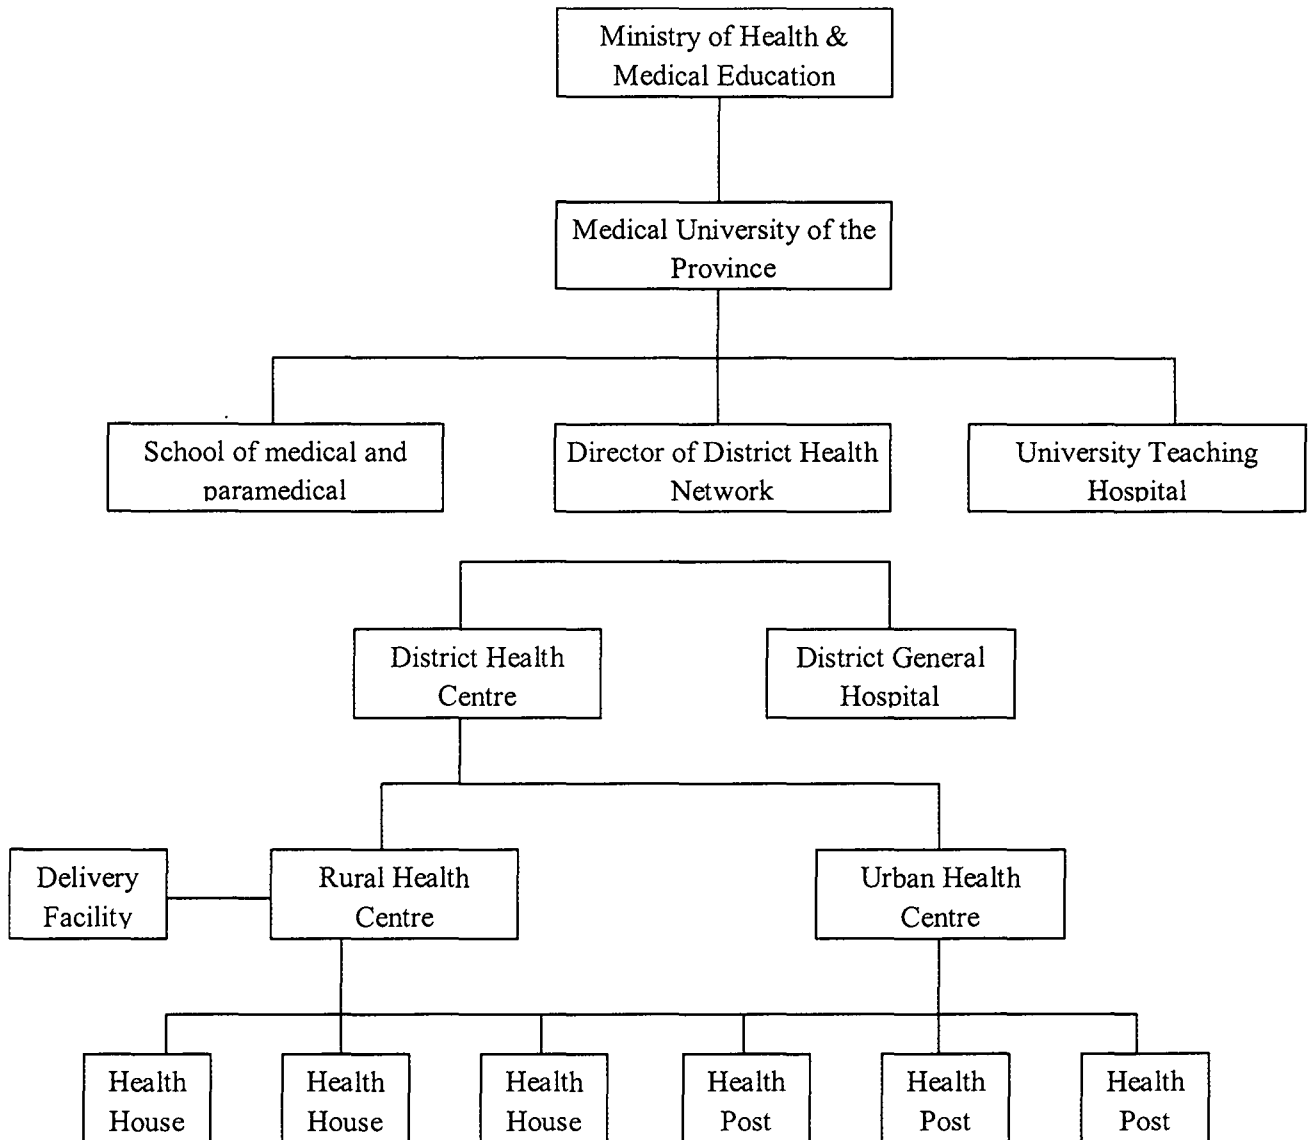 Ministry of Health &
Medical Education
Medical University of the
Province
School of medical and
paramedical
Director of District Health
Network
University Teaching
Hospital
District Health
Centre
District General
Hospital
Delivery
Facility
Rural Health
Centre
Urban Health
Centre
Health
House
Health
House
Health
House
Health
Post
Health
Post
Health
Post